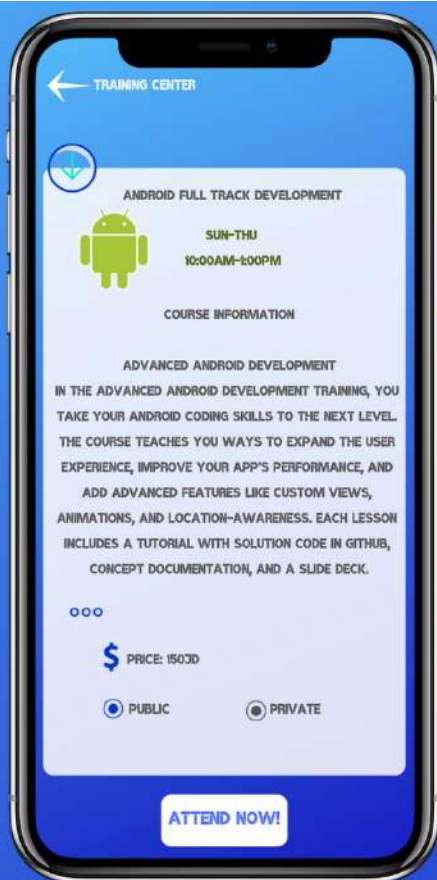 TRAINING CENTER
ANDROID FULL TRACK DEVELOPMENT
SUN-THU
10:00AM-1:00PM
COURSE INFORMATION
ADVANCED ANDROID DEVELOPMENT
IN THE ADVANCED ANDROID DEVELOPMENT TRAINING, YOU
TAKE YOUR ANDROID CODING SKILLS TO THE NEXT LEVEL.
THE COURSE TEACHES YOU WAYS TO EXPAND THE USER
EXPERIENCE, IMPROVE YOUR APP'S PERFORMANCE, AND
ADD ADVANCED FEATURES LIKE CUSTOM VIEWS,
ANIMATIONS, AND LOCATION-AWARENESS. EACH LESSON
INCLUDES A TUTORIAL WITH SOLUTION CODE IN GITHUB,
CONCEPT DOCUMENTATION, AND A SLIDE DECK.
$ PRICE: 150JD
PUBLIC PRIVATE
ATTEND NOW!